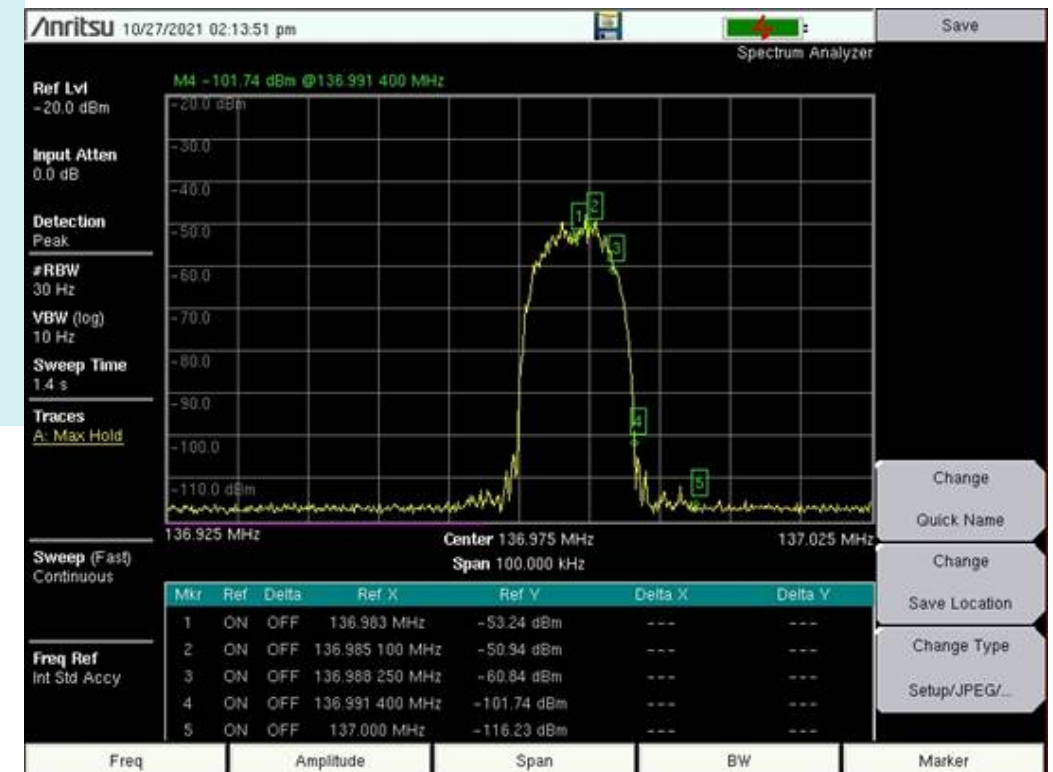 Anritsu 10/27/2021 02:13:51 pm
Save
Spectrum Analyzer
M4 -101.74 dBm @136.991 400 MHz
Ref Lvl
-20.0 dBm
-20.0 dBm
-30.0
Input Atten
0.0 dB
-40.0
Detection
Peak
-50.0
1
2
3
#RBW
30 Hz
-60.0
VBW (log)
10 Hz
-70.0
Sweep Time
1.4 s
-80.0
Traces
A: Max Hold
-90.0
4
-100.0
-110.0 dBm
5
136.925 MHz
Center 136.975 MHz
137.025 MHz
Span 100.000 kHz
Sweep (Fast)
Continuous
Freq Ref
Int Std Accy
Mkr Ref Delta Ref X Ref Y Delta X Delta Y
1 ON OFF 136.983 MHz -53.24 dBm --- ---
2 ON OFF 136.985 100 MHz -50.94 dBm --- ---
3 ON OFF 136.988 250 MHz -60.84 dBm --- ---
4 ON OFF 136.991 400 MHz -101.74 dBm --- ---
5 ON OFF 137.000 MHz -116.23 dBm --- ---
Change
Quick Name
Change
Save Location
Change Type
Setup/JPEG/...
Freq
Amplitude
Span
BW
Marker